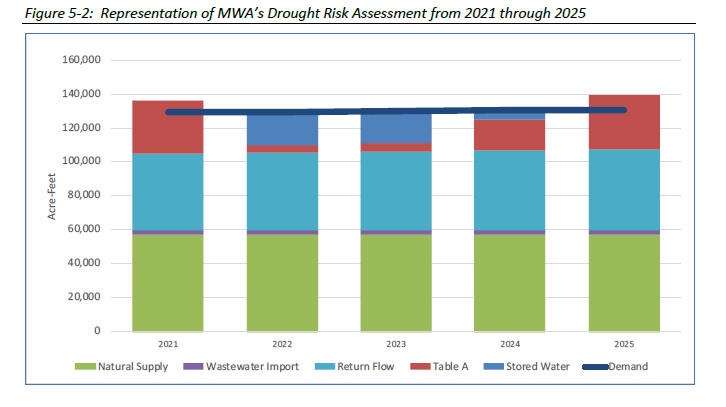 Figure 5-2:  Representation of MWA's Drought Risk Assessment from 2021 through 2025
160,000
140,000
120,000
100,000
80,000
60,000
40,000
20,000
0
Acre-Feet
2021 2022 2023 2024 2025
Natural Supply Wastewater Import Return Flow Table A Stored Water Demand